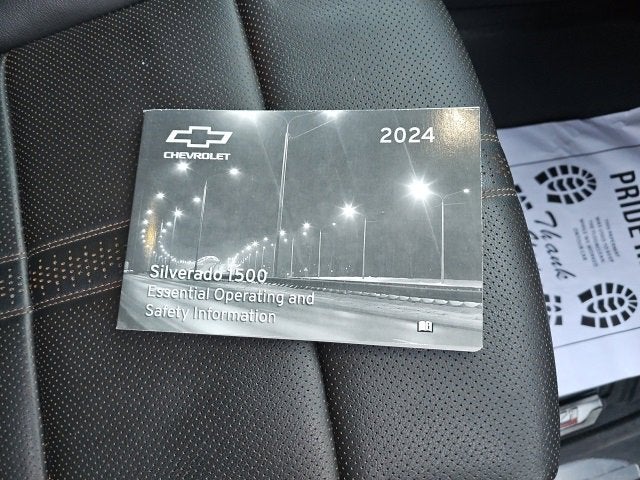 CHEVROLET
2024
Silverado 1500
Essential Operating and
Safety Information
PRIDE
Thank